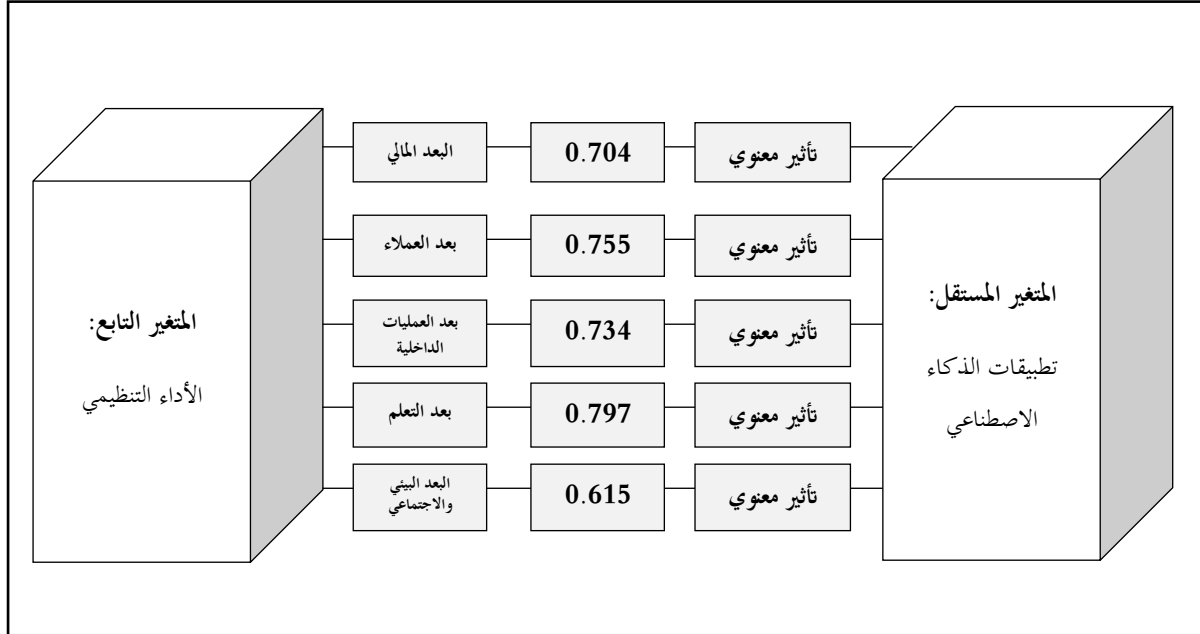 المتغير المستقل:
تطبيقات الذكاء
الاصطناعي
تأثير معنوي
0.704
البعد المالي
تأثير معنوي
0.755
بعد العملاء
تأثير معنوي
0.734
بعد العمليات
الداخلية
تأثير معنوي
0.797
بعد التعلم
تأثير معنوي
0.615
البعد البيئي
والاجتماعي
المتغير التابع:
الأداء التنظيمي